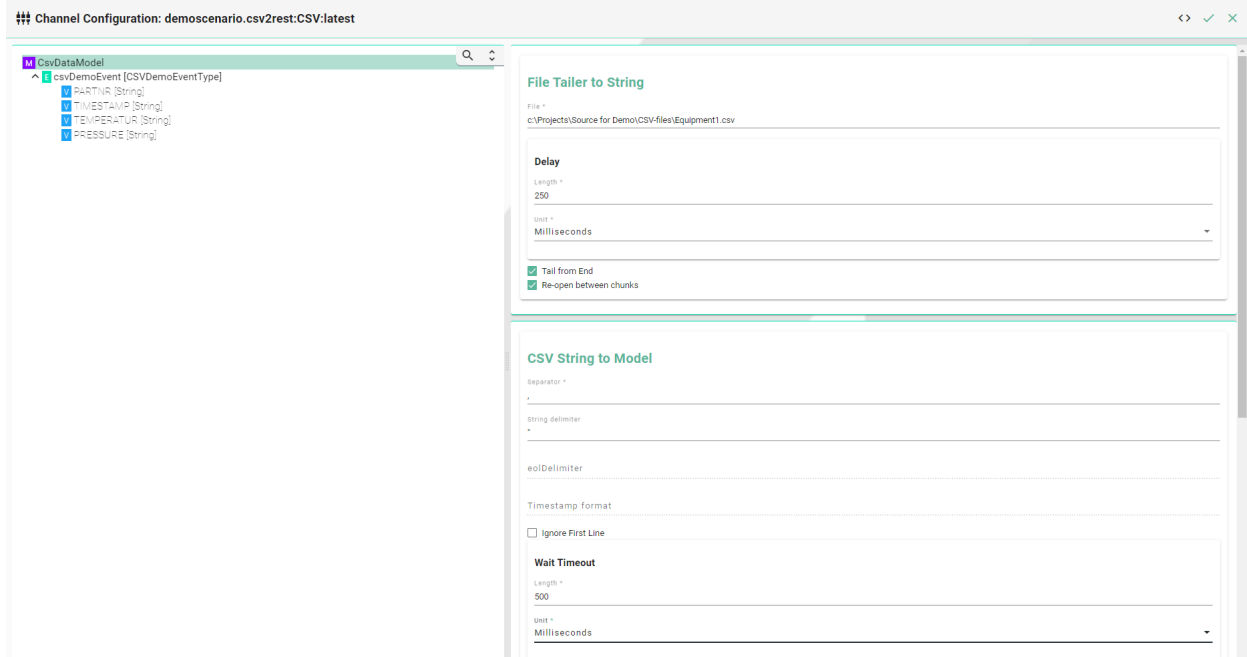 Channel Configuration: demoscenario.csv2rest:CSV:latest
M CsvDataModel
E csvDemoEvent [CSVDemoEventType]
V PARTNR [String]
V TIMESTAMP [String]
V TEMPERATUR [String]
V PRESSURE [String]
File Tailer to String
File *
c:\Projects\Source for Demo\CSV-files\Equipment1.csv
Delay
Length *
250
Unit *
Milliseconds
Tail from End
Re-open between chunks
CSV String to Model
Separator *
,
String delimiter
"
eolDelimiter
Timestamp format
Ignore First Line
Wait Timeout
Length *
500
Unit *
Milliseconds